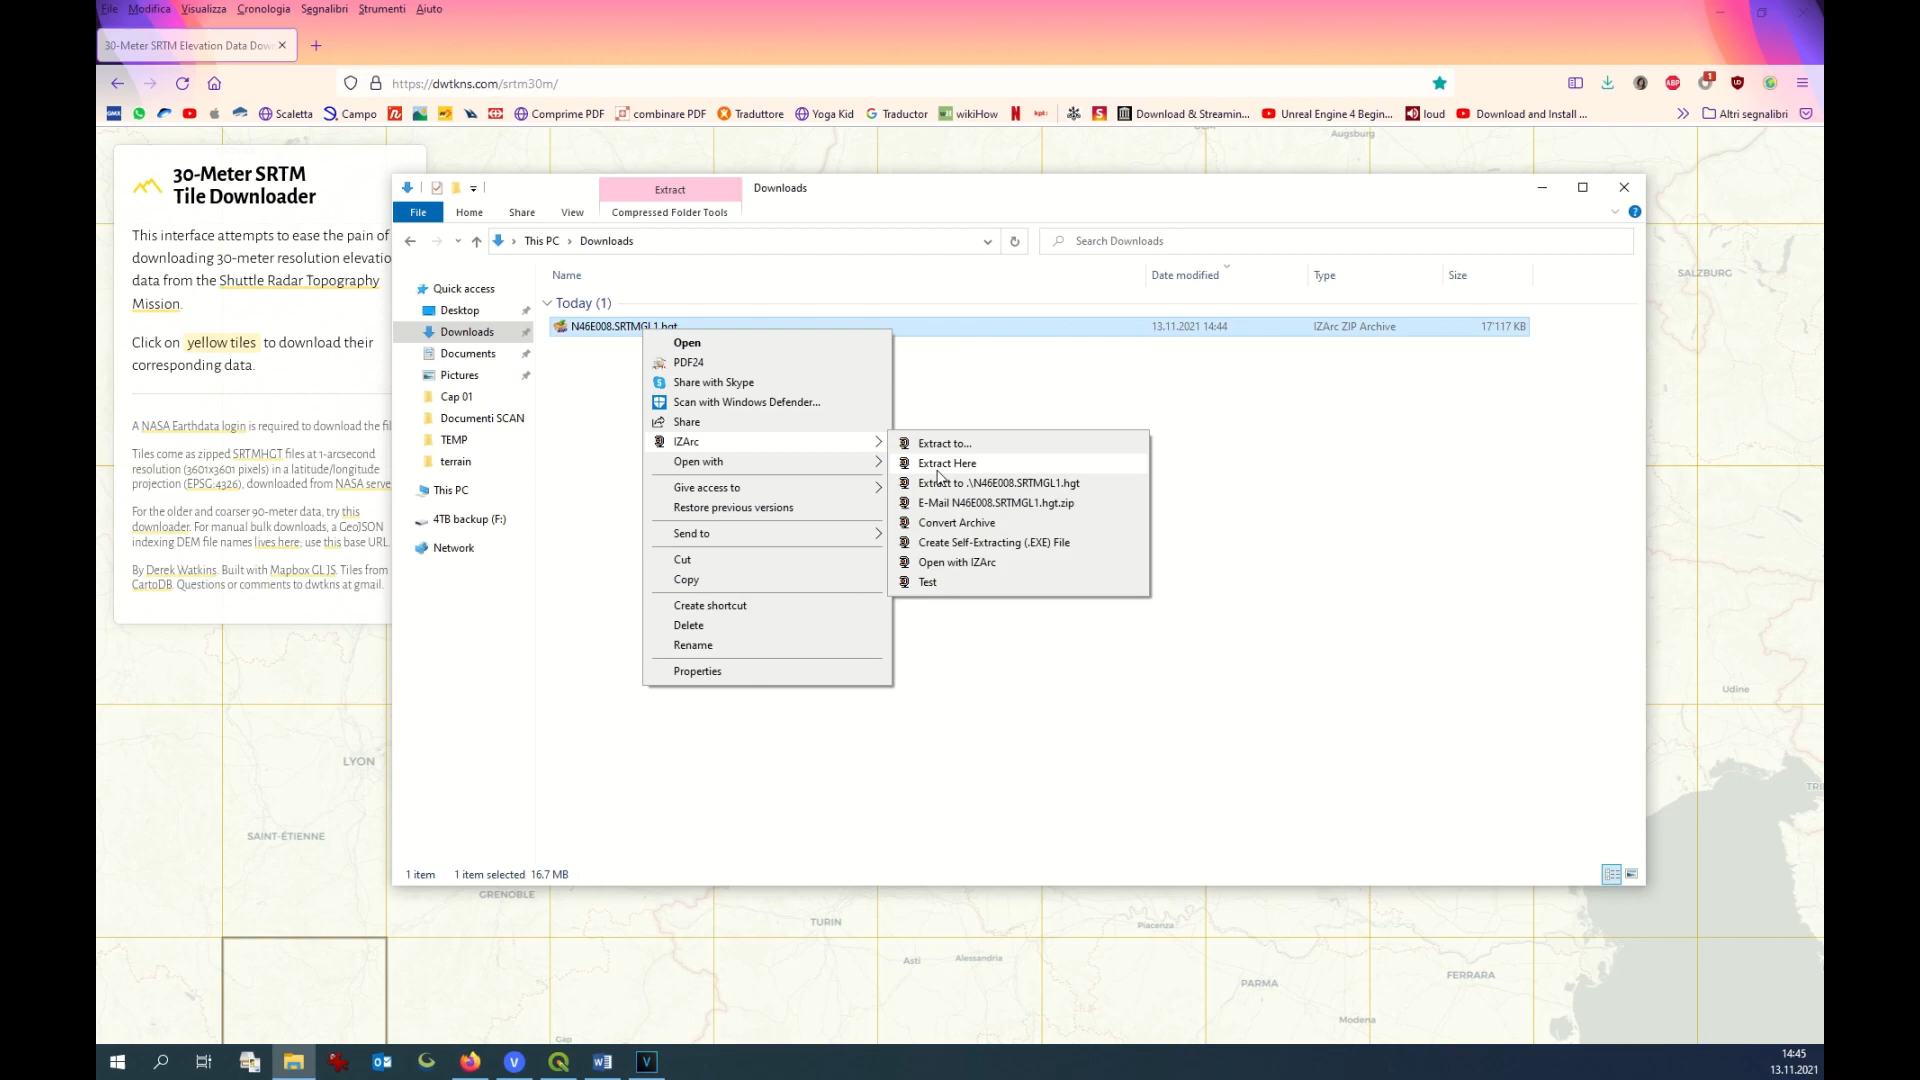 File Modifica Visualizza Cronologia Segnalibri Strumenti Aiuto
30-Meter SRTM Elevation Data Dow
https://dwtkns.com/srtm30m/
ABP 1
GMX Scaletta Campo Comprime PDF combinare PDF Traduttore Yoga Kid Traductor wikiHow N kpt: S Download & Streamin... Unreal Engine 4 Begin... loud Download and Install ... Altri segnalibri
Augsburg
30-Meter SRTM
Tile Downloader
This interface attempts to ease the pain of
downloading 30-meter resolution elevatio
data from the Shuttle Radar Topography
Mission.
Click on yellow tiles to download their
corresponding data.
A NASA Earthdata login is required to download the fil
Tiles come as zipped SRTMHGT files at 1-arcsecond
resolution (3601x3601 pixels) in a latitude/longitude
projection (EPSG:4326), downloaded from NASA serve
For the older and coarser 90-meter data, try this
downloader. For manual bulk downloads, a GeoJSON
indexing DEM file names lives here; use this base URL.
By Derek Watkins. Built with Mapbox GL JS. Tiles from
CartoDB. Questions or comments to dwtkns at gmail.
Extract Downloads
File Home Share View Compressed Folder Tools
This PC Downloads
Search Downloads
Name Date modified Type Size
Today (1)
N46E008.SRTMGL1.hgt 13.11.2021 14:44 IZArc ZIP Archive 17'117 KB
Quick access
Desktop
Downloads
Documents
Pictures
Cap 01
Documenti SCAN
TEMP
terrain
This PC
4TB backup (F:)
Network
Open
PDF24
Share with Skype
Scan with Windows Defender...
Share
IZArc
Open with
Give access to
Restore previous versions
Send to
Cut
Copy
Create shortcut
Delete
Rename
Properties
Extract to...
Extract Here
Extract to .\N46E008.SRTMGL1.hgt
E-Mail N46E008.SRTMGL1.hgt.zip
Convert Archive
Create Self-Extracting (.EXE) File
Open with IZArc
Test
1 item 1 item selected 16.7 MB
SALZBURG
Udine
TRI
LYON
SAINT-ÉTIENNE
GRENOBLE
TURIN
Piacenza
Asti
Alessandria
PARMA
FERRARA
Modena
Gap
14:45
13.11.2021